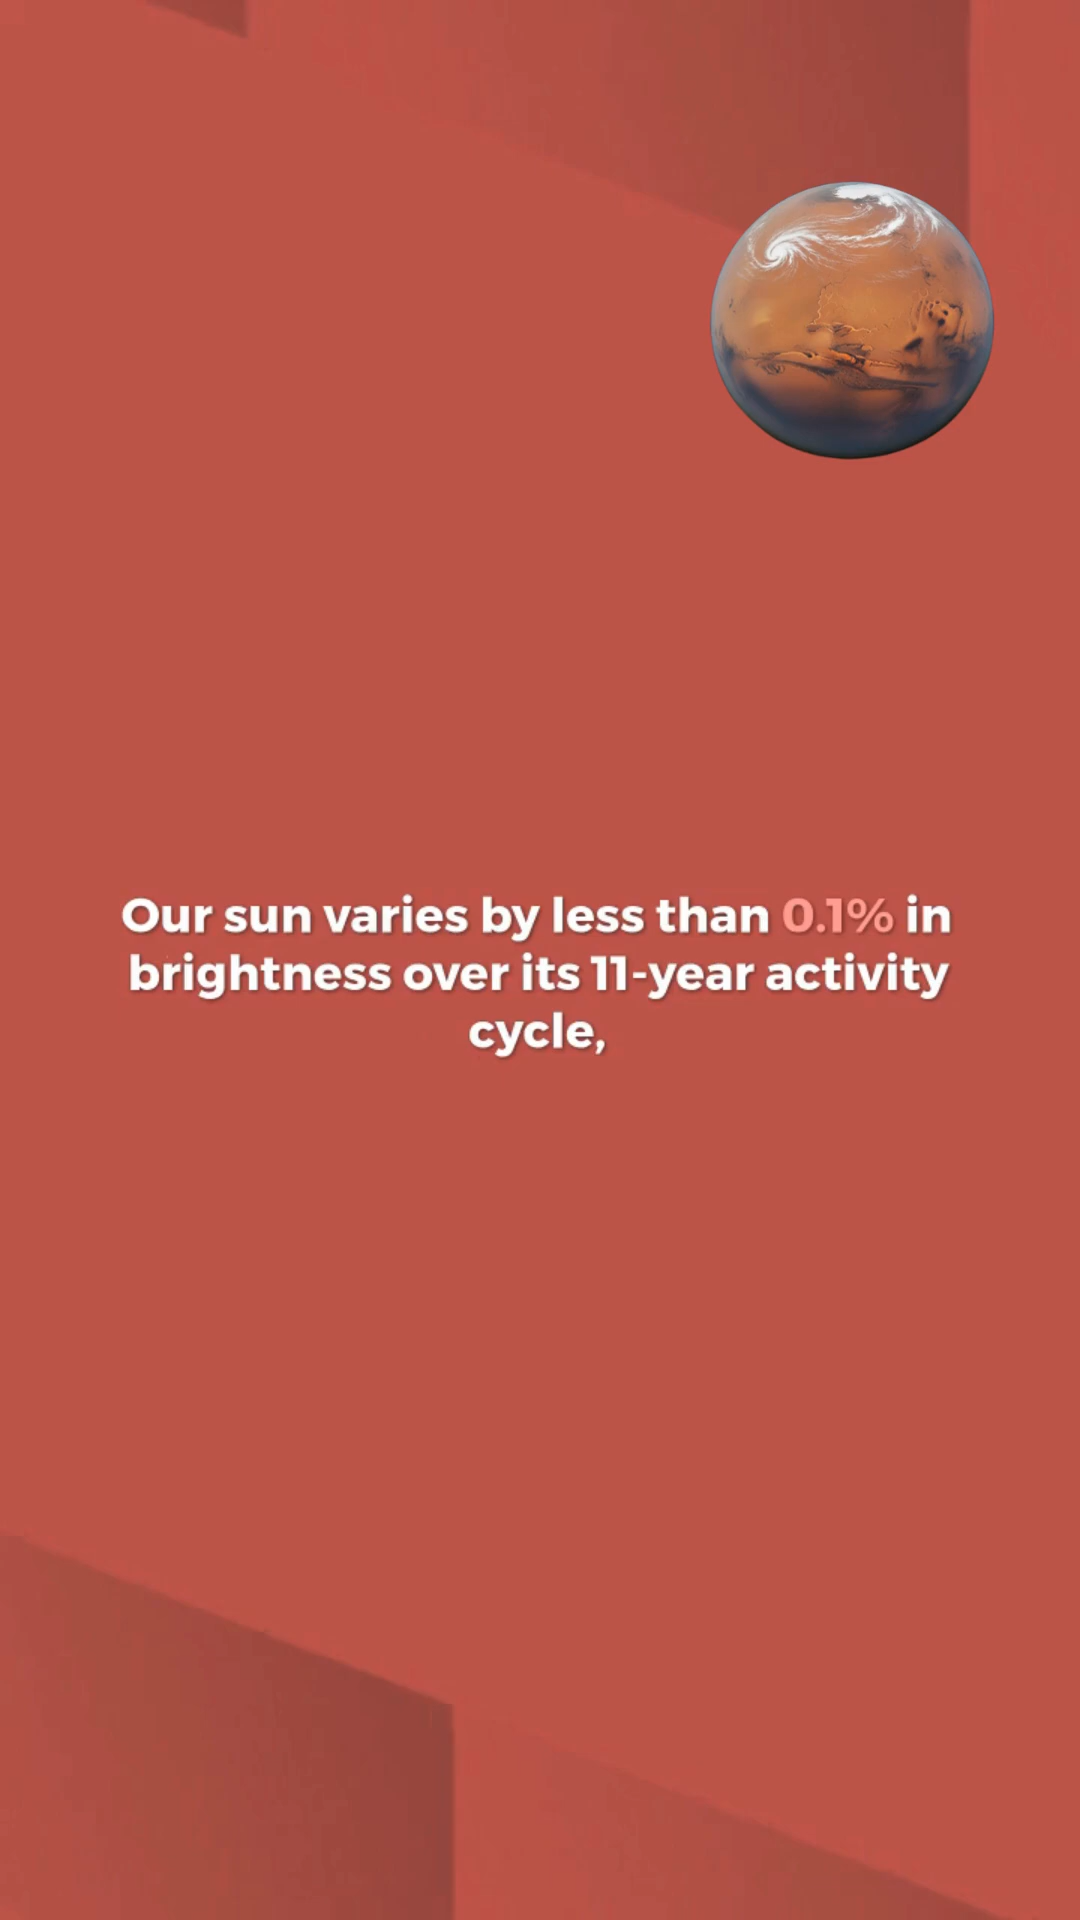 Our sun varies by less than 0.1% in
brightness over its 11-year activity
cycle,